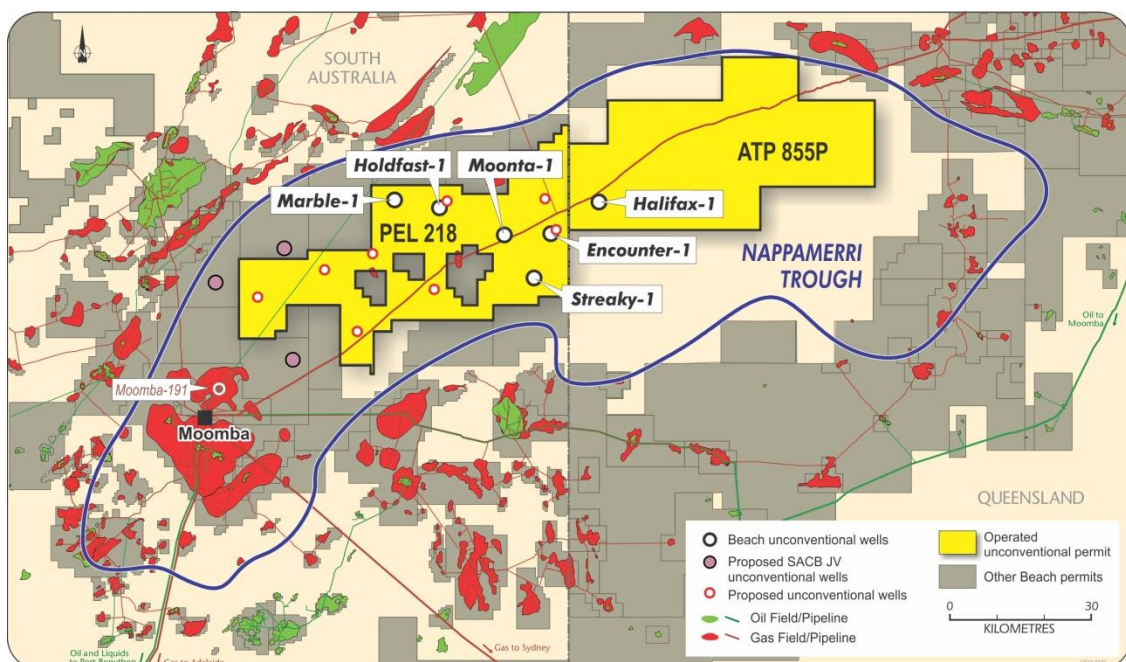 N
SOUTH
AUSTRALIA
Holdfast-1
Moonta-1
ATP 855P
Marble-1
Halifax-1
PEL 218
Encounter-1
NAPPAMERRI
TROUGH
Streaky-1
Oil to
Moomba
Moomba-191
Moomba
QUEENSLAND
Beach unconventional wells
Proposed SACB JV
unconventional wells
Proposed unconventional wells
Oil Field/Pipeline
Gas Field/Pipeline
Operated
unconventional permit
Other Beach permits
0 30
KILOMETRES
Oil and Liquids
to Port Bonython
Gas to Adelaide
Gas to Sydney